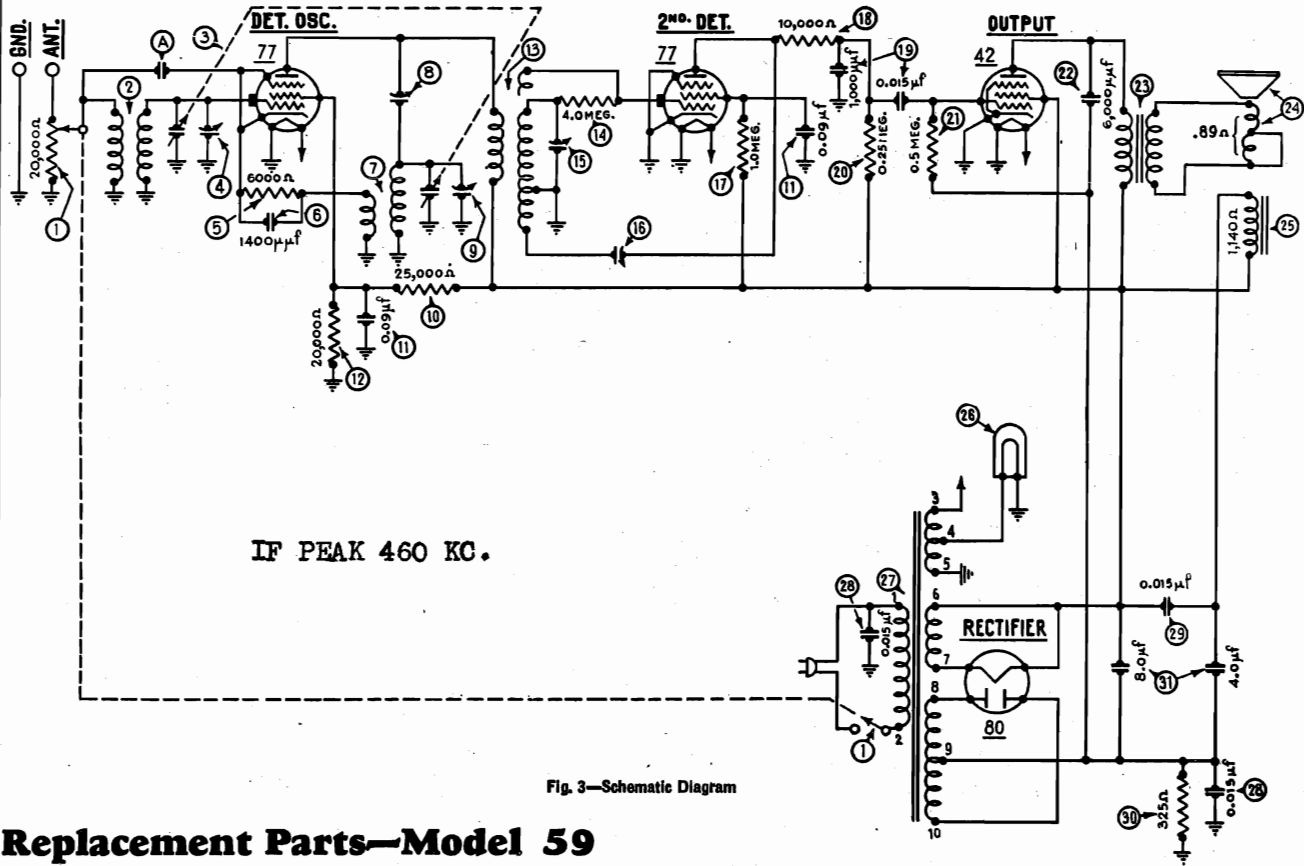 GND.
ANT.
DET. OSC.
2ND. DET.
OUTPUT
A
3
77
2
8
13
77
10,000Ω
18
19
1,000μμf
0.015μf
42
22
6,000μμf
23
24
.89Ω
20,000Ω
1
4
6000Ω
5
6
1400μμf
7
9
4.0MEG.
14
15
16
17
1.0MEG.
0.09μf
11
20
0.25MEG.
0.5MEG.
21
1,140Ω
25
25,000Ω
10
20,000Ω
12
0.09μf
11
26
IF PEAK 460 KC.
3
4
5
28
0.015μf
27
1
2
1
6
7
8
9
10
RECTIFIER
80
0.015μf
29
8.0μf
31
4.0μf
30
325Ω
0.015μf
28
Fig. 3—Schematic Diagram
Replacement Parts—Model 59